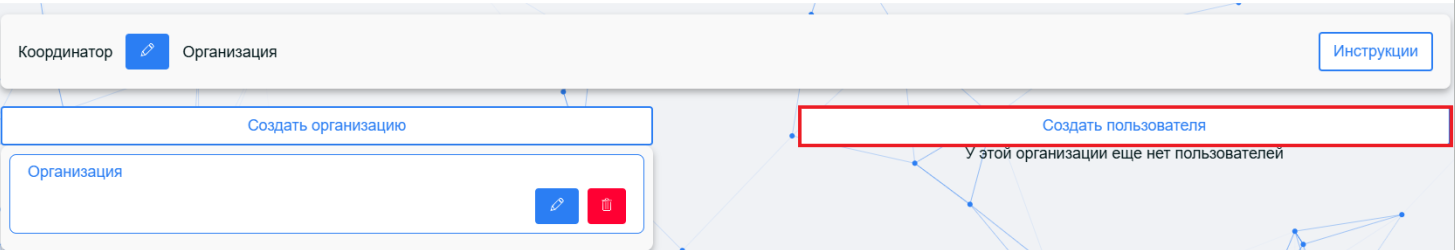 Координатор Организация Инструкции
Создать организацию
Организация
Создать пользователя
У этой организации еще нет пользователей